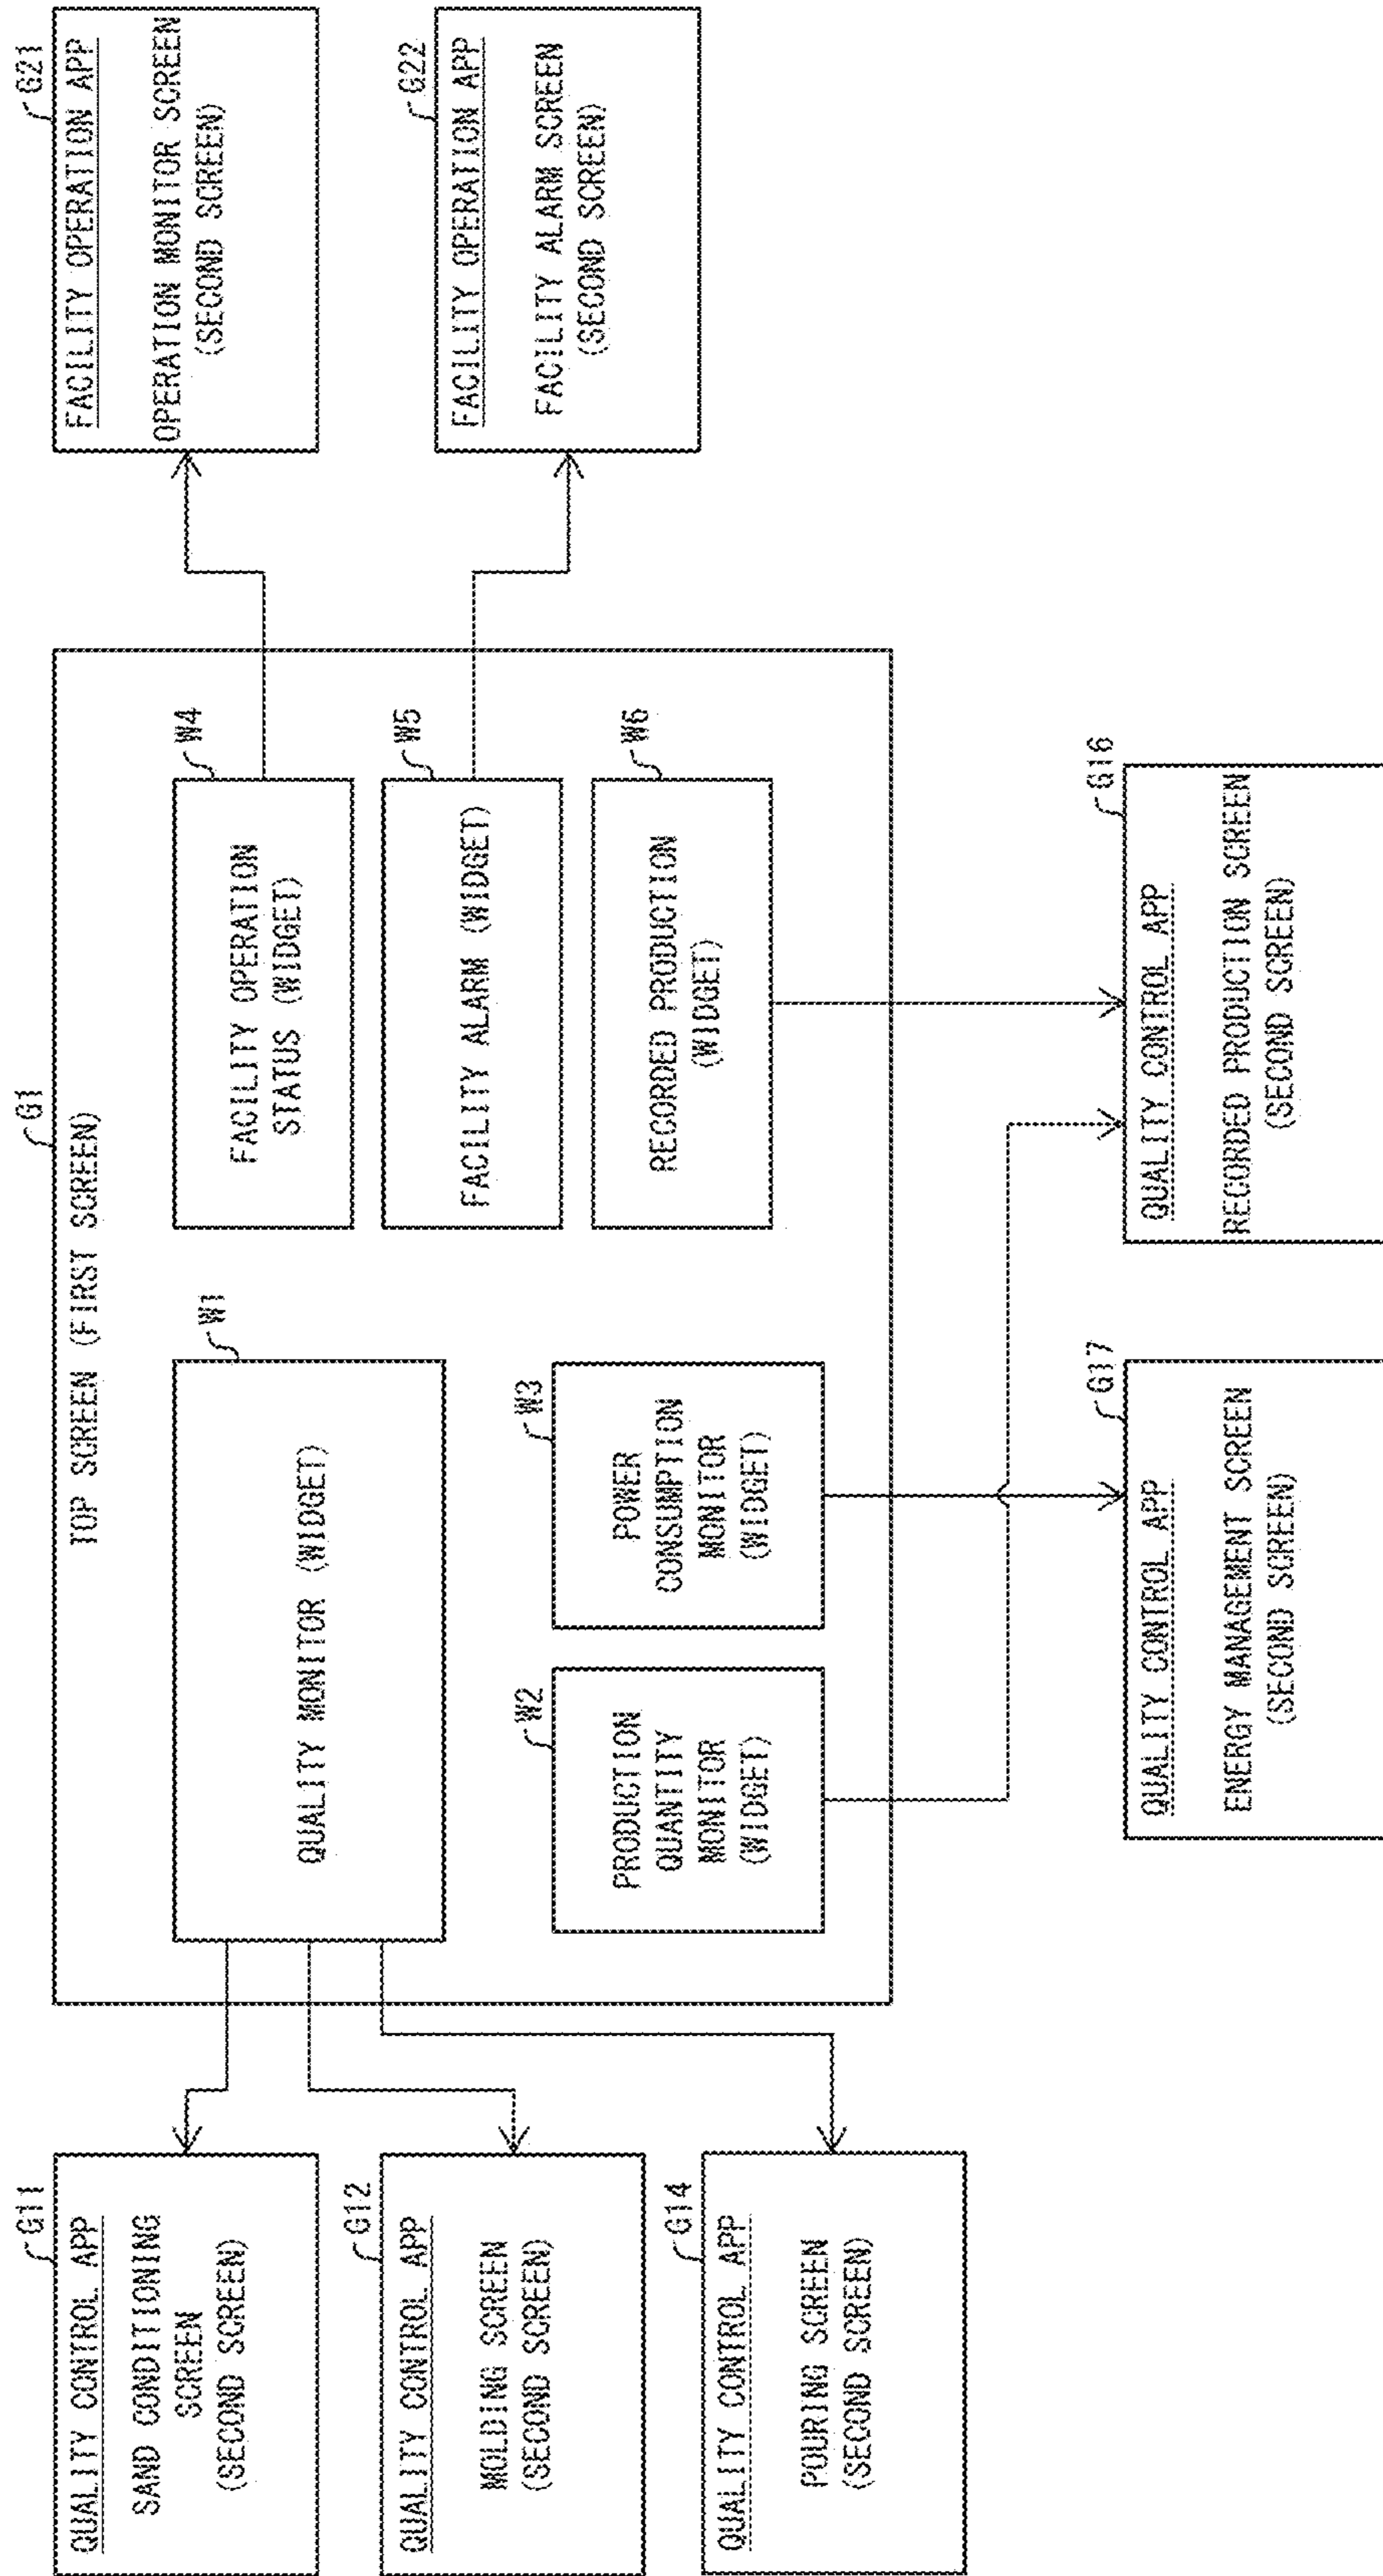 G1
TOP SCREEN (FIRST SCREEN)
G11
QUALITY CONTROL APP
SAND CONDITIONING
SCREEN
(SECOND SCREEN)
G12
QUALITY CONTROL APP
MOLDING SCREEN
(SECOND SCREEN)
G14
QUALITY CONTROL APP
POURING SCREEN
(SECOND SCREEN)
W1
QUALITY MONITOR (WIDGET)
W2
PRODUCTION
QUANTITY
MONITOR
(WIDGET)
W3
POWER
CONSUMPTION
MONITOR
(WIDGET)
W4
FACILITY OPERATION
STATUS (WIDGET)
W5
FACILITY ALARM (WIDGET)
W6
RECORDED PRODUCTION
(WIDGET)
G21
FACILITY OPERATION APP
OPERATION MONITOR SCREEN
(SECOND SCREEN)
G22
FACILITY OPERATION APP
FACILITY ALARM SCREEN
(SECOND SCREEN)
G17
QUALITY CONTROL APP
ENERGY MANAGEMENT SCREEN
(SECOND SCREEN)
G16
QUALITY CONTROL APP
RECORDED PRODUCTION SCREEN
(SECOND SCREEN)